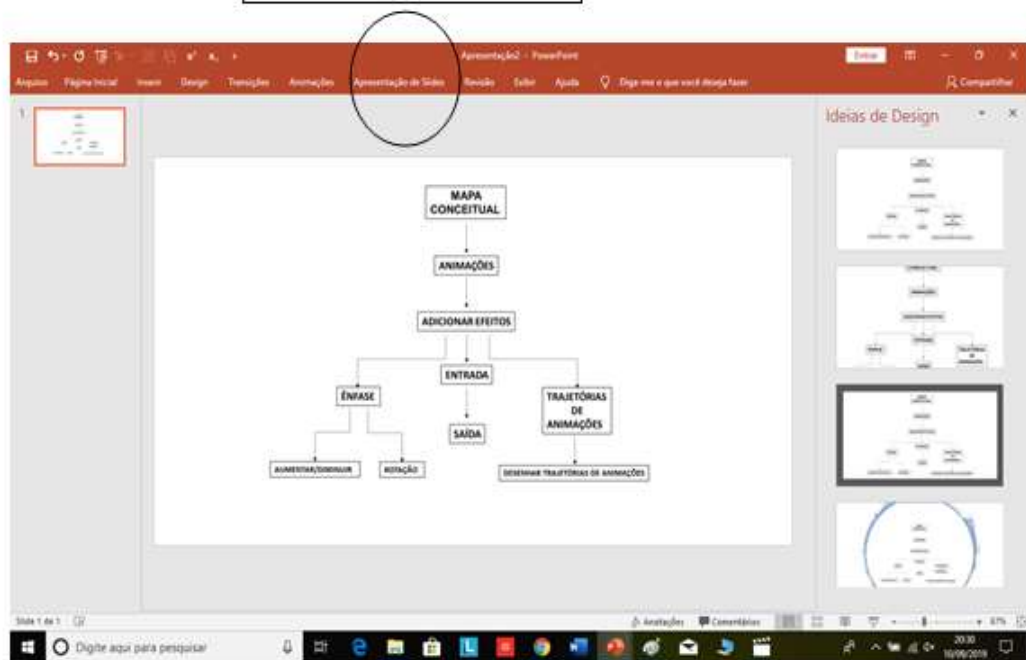 Apresentação2 - PowerPoint
Entrar
Arquivo Página Inicial Inserir Design Transições Animações Apresentação de Slides Revisão Exibir Ajuda Diga-me o que você deseja fazer Compartilhar
1
Ideias de Design
MAPA
CONCEITUAL
ANIMAÇÕES
ADICIONAR EFEITOS
ÊNFASE
ENTRADA
TRAJETÓRIAS
DE
ANIMAÇÕES
SAÍDA
AUMENTAR/DIMINUIR
ROTAÇÃO
DESENHAR TRAJETÓRIAS DE ANIMAÇÕES
Slide 1 de 1
Anotações Comentários
67%
Digite aqui para pesquisar
20:30
10/09/2019